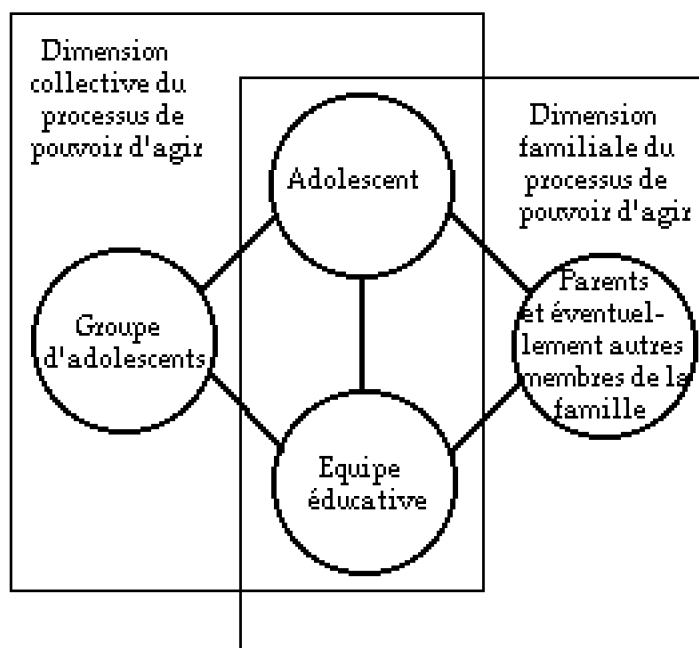 Dimension
collective du
processus de
pouvoir d'agir
Dimension
familiale du
processus de
pouvoir d'agir
Adolescent
Groupe
d'adolescents
Parents
et éventuel-
lement autres
membres de la
famille
Equipe
éducative